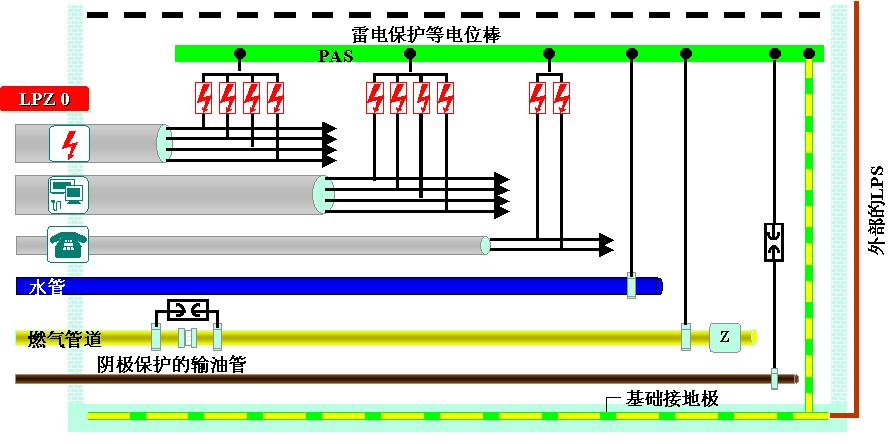 雷电保护等电位棒
PAS
LPZ 0
水管
燃气管道
Z
阴极保护的输油管
基础接地极
外部的LPS